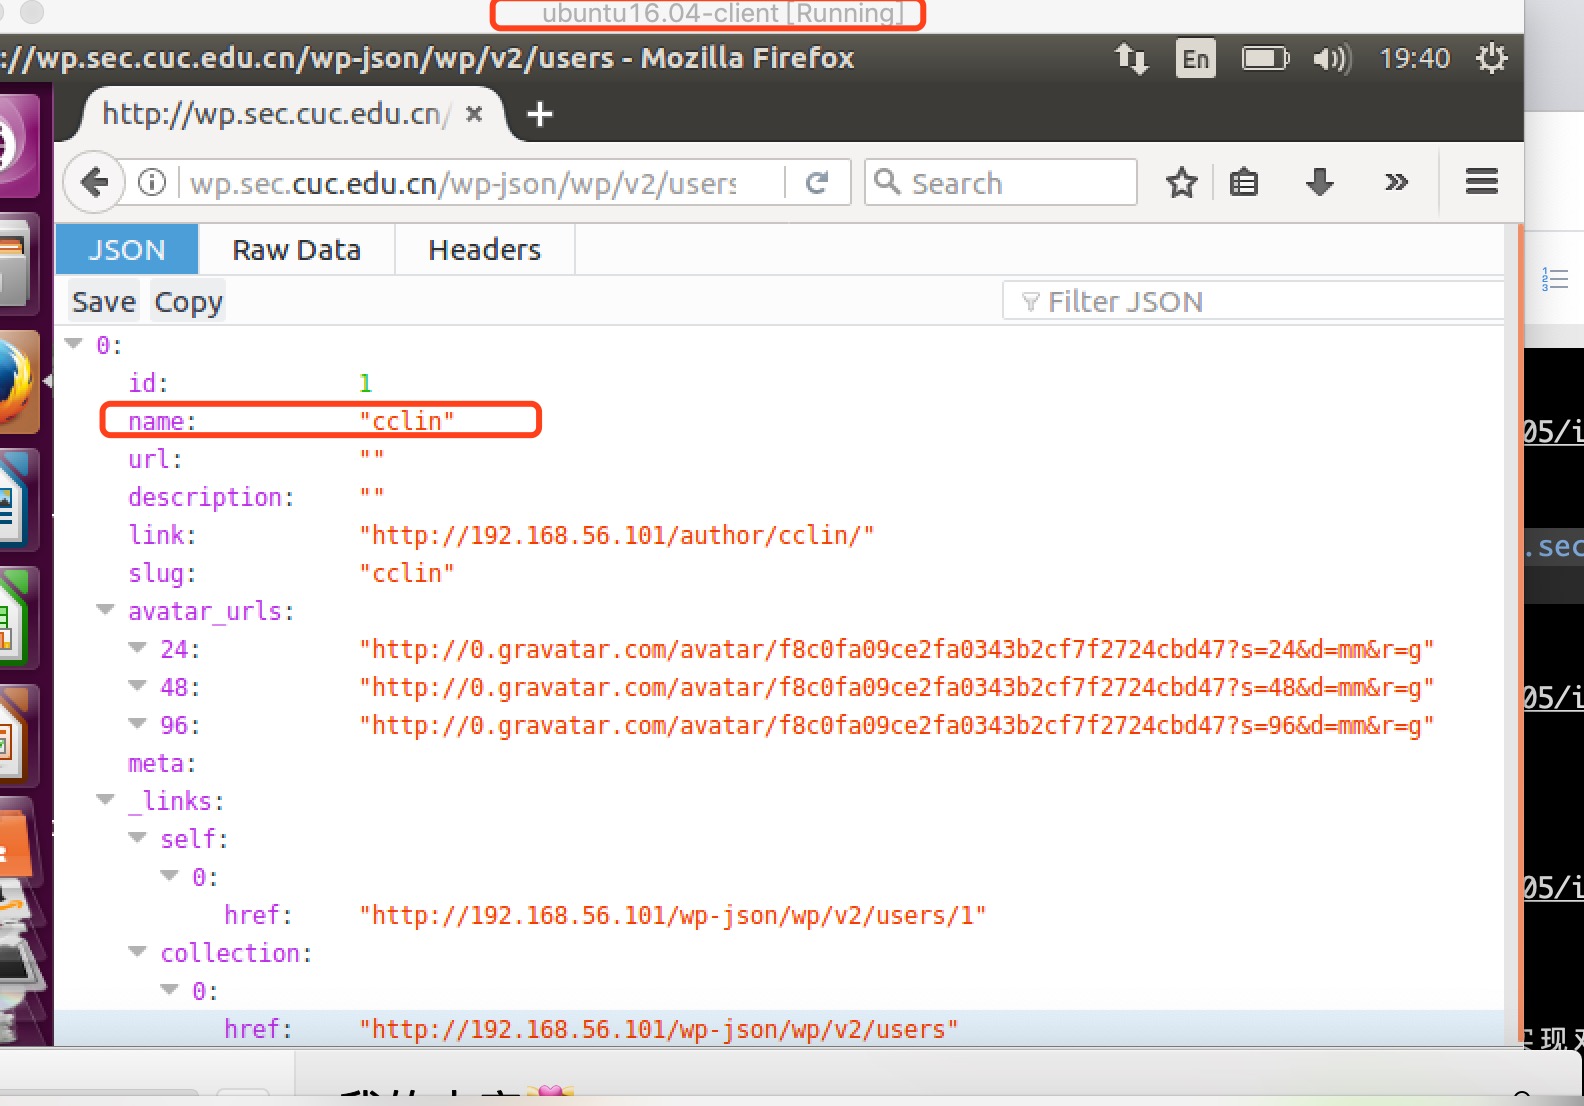 ubuntu16.04-client [Running]
://wp.sec.cuc.edu.cn/wp-json/wp/v2/users - Mozilla Firefox
En
19:40
http://wp.sec.cuc.edu.cn/
wp.sec.cuc.edu.cn/wp-json/wp/v2/users
Search
JSON Raw Data Headers
Save Copy
Filter JSON
0:
id: 1
name: "cclin"
url: ""
description: ""
link: "http://192.168.56.101/author/cclin/"
slug: "cclin"
avatar_urls:
24: "http://0.gravatar.com/avatar/f8c0fa09ce2fa0343b2cf7f2724cbd47?s=24&d=mm&r=g"
48: "http://0.gravatar.com/avatar/f8c0fa09ce2fa0343b2cf7f2724cbd47?s=48&d=mm&r=g"
96: "http://0.gravatar.com/avatar/f8c0fa09ce2fa0343b2cf7f2724cbd47?s=96&d=mm&r=g"
meta:
_links:
self:
0:
href: "http://192.168.56.101/wp-json/wp/v2/users/1"
collection:
0:
href: "http://192.168.56.101/wp-json/wp/v2/users"
05/i
.sec
05/i
05/i